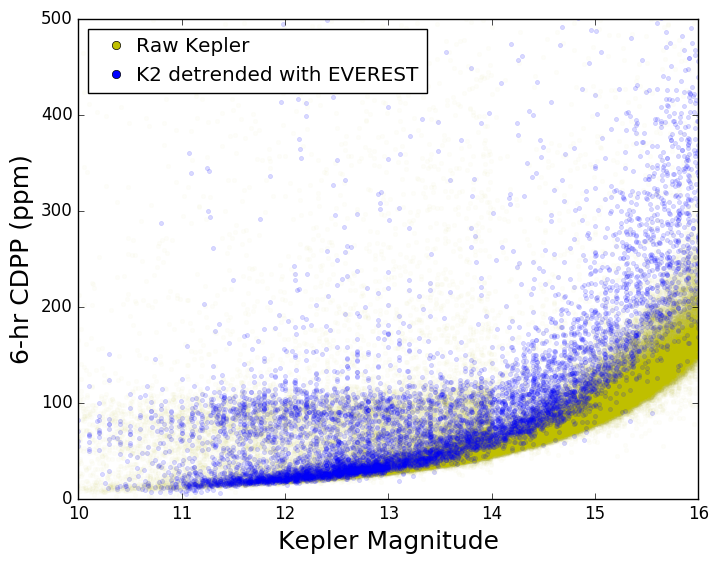 Raw Kepler
K2 detrended with EVEREST
500
400
300
200
100
0
6-hr CDPP (ppm)
10 11 12 13 14 15 16
Kepler Magnitude